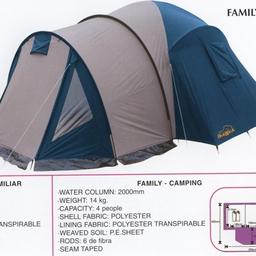 FAMILY
MILIAR
FAMILY - CAMPING
-WATER COLUMN: 2000mm
-WEIGHT: 14 kg.
-CAPACITY: 4 people
-SHELL FABRIC: POLYESTER
NSPIRABLE
-LINING FABRIC: POLYESTER TRANSPIRABLE
-WEAVED SOIL: P.E.SHEET
-RODS: 6 de fibra
-SEAM TAPED